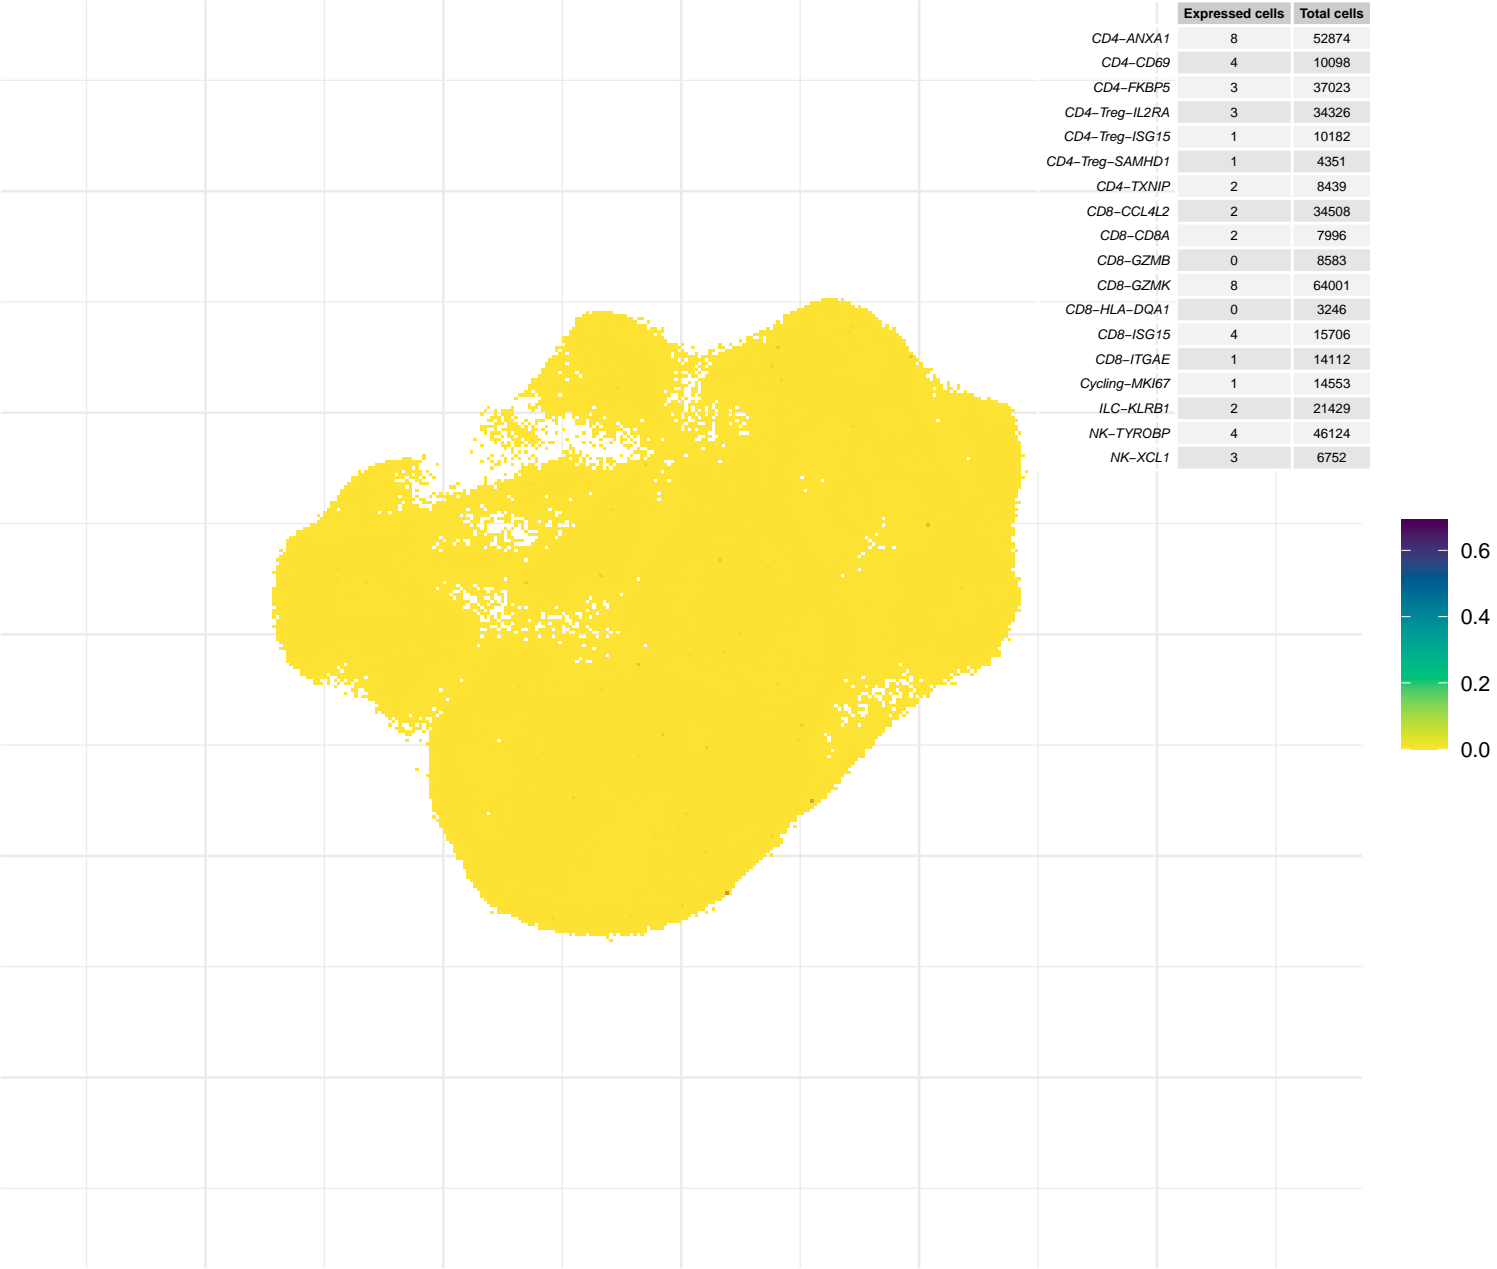 Expressed cells Total cells
CD4−ANXA1 8 52874
CD4−CD69 4 10098
CD4−FKBP5 3 37023
CD4−Treg−IL2RA 3 34326
CD4−Treg−ISG15 1 10182
CD4−Treg−SAMHD1 1 4351
CD4−TXNIP 2 8439
CD8−CCL4L2 2 34508
CD8−CD8A 2 7996
CD8−GZMB 0 8583
CD8−GZMK 8 64001
CD8−HLA−DQA1 0 3246
CD8−ISG15 4 15706
CD8−ITGAE 1 14112
Cycling−MKI67 1 14553
ILC−KLRB1 2 21429
NK−TYROBP 4 46124
NK−XCL1 3 6752
0.6
0.4
0.2
0.0